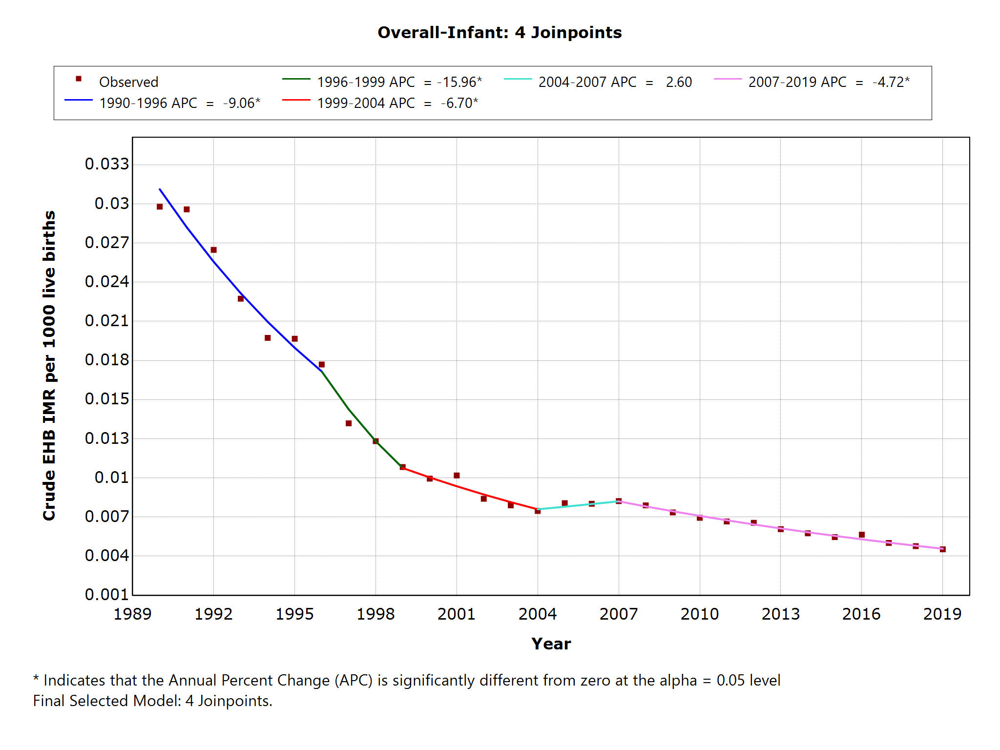 Overall-Infant: 4 Joinpoints
Observed
1996-1999 APC = -15.96*
2004-2007 APC = 2.60
2007-2019 APC = -4.72*
1990-1996 APC = -9.06*
1999-2004 APC = -6.70*
Crude EHB IMR per 1000 live births
0.033
0.03
0.027
0.024
0.021
0.018
0.015
0.013
0.01
0.007
0.004
0.001
1989 1992 1995 1998 2001 2004 2007 2010 2013 2016 2019
Year
* Indicates that the Annual Percent Change (APC) is significantly different from zero at the alpha = 0.05 level
Final Selected Model: 4 Joinpoints.